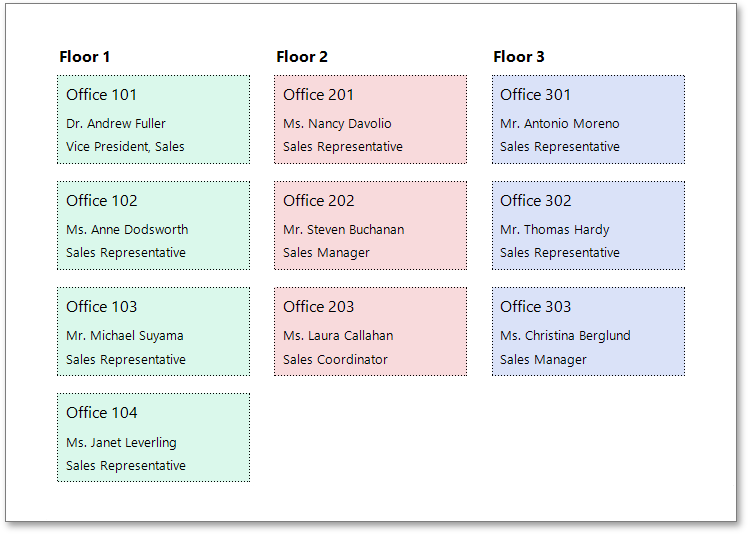 Floor 1
Office 101
Dr. Andrew Fuller
Vice President, Sales
Office 102
Ms. Anne Dodsworth
Sales Representative
Office 103
Mr. Michael Suyama
Sales Representative
Office 104
Ms. Janet Leverling
Sales Representative
Floor 2
Office 201
Ms. Nancy Davolio
Sales Representative
Office 202
Mr. Steven Buchanan
Sales Manager
Office 203
Ms. Laura Callahan
Sales Coordinator
Floor 3
Office 301
Mr. Antonio Moreno
Sales Representative
Office 302
Mr. Thomas Hardy
Sales Representative
Office 303
Ms. Christina Berglund
Sales Manager